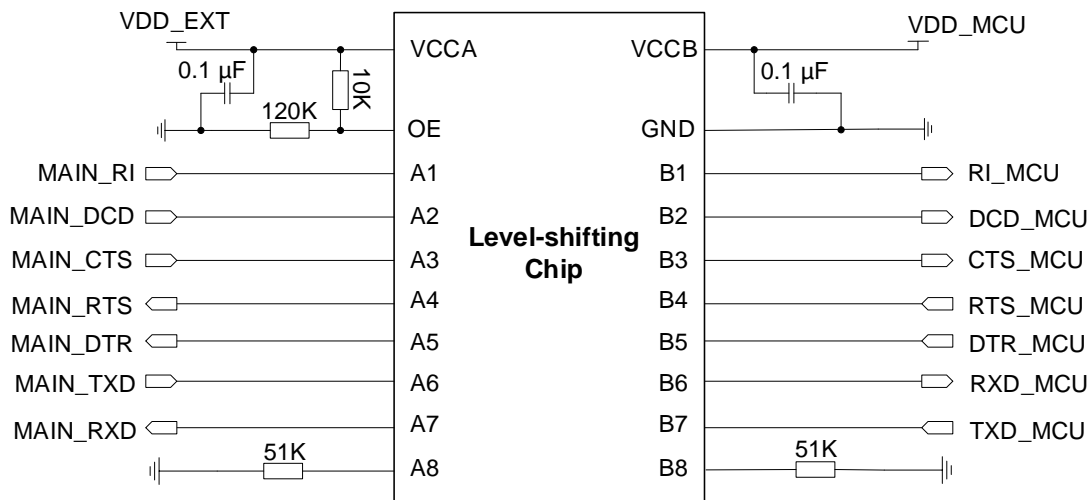 VDD_EXT
VDD_MCU
VCCA
VCCB
0.1 µF
10K
0.1 µF
120K
OE
GND
MAIN_RI
A1
B1
RI_MCU
MAIN_DCD
A2
B2
DCD_MCU
Level-shifting
Chip
MAIN_CTS
A3
B3
CTS_MCU
MAIN_RTS
A4
B4
RTS_MCU
MAIN_DTR
A5
B5
DTR_MCU
MAIN_TXD
A6
B6
RXD_MCU
MAIN_RXD
A7
B7
TXD_MCU
51K
A8
B8
51K